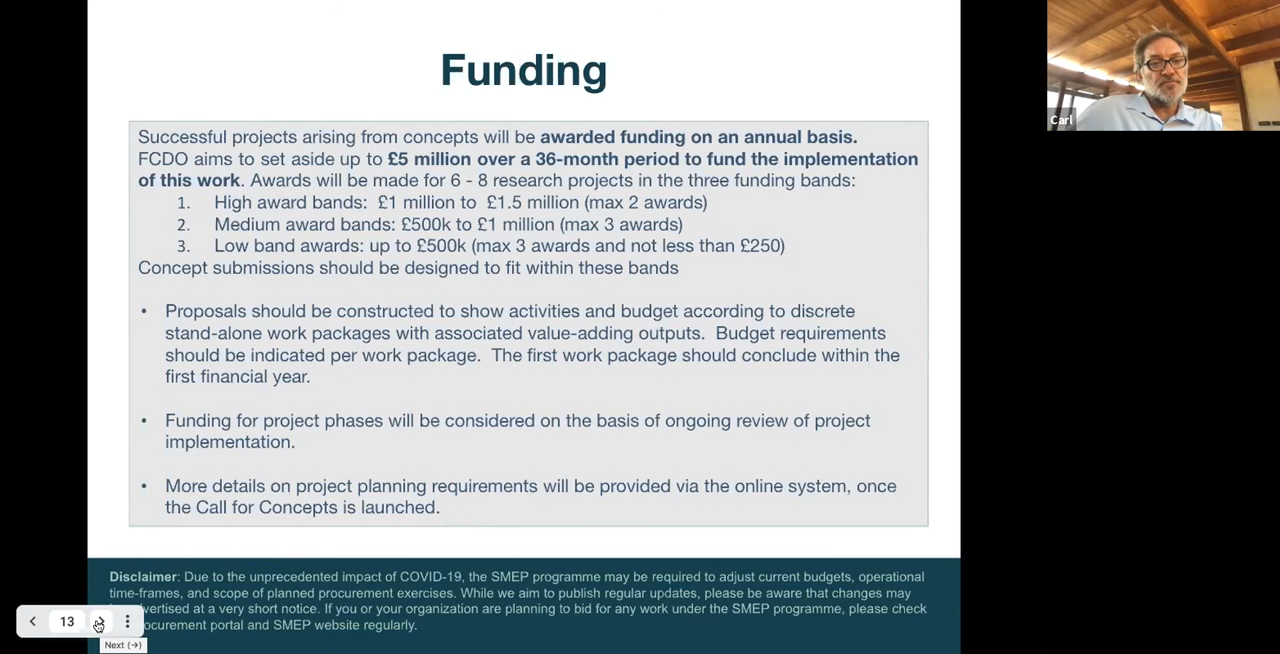 Funding
Successful projects arising from concepts will be awarded funding on an annual basis.
FCDO aims to set aside up to £5 million over a 36-month period to fund the implementation
of this work. Awards will be made for 6 - 8 research projects in the three funding bands:
1. High award bands: £1 million to £1.5 million (max 2 awards)
2. Medium award bands: £500k to £1 million (max 3 awards)
3. Low band awards: up to £500k (max 3 awards and not less than £250)
Concept submissions should be designed to fit within these bands
• Proposals should be constructed to show activities and budget according to discrete
stand-alone work packages with associated value-adding outputs. Budget requirements
should be indicated per work package. The first work package should conclude within the
first financial year.
• Funding for project phases will be considered on the basis of ongoing review of project
implementation.
• More details on project planning requirements will be provided via the online system, once
the Call for Concepts is launched.
Disclaimer: Due to the unprecedented impact of COVID-19, the SMEP programme may be required to adjust current budgets, operational
time-frames, and scope of planned procurement exercises. While we aim to publish regular updates, please be aware that changes may
at a very short notice. If you or your organization are planning to bid for any work under the SMEP programme, please check
portal and SMEP website regularly.
13
Next (→)
Carl